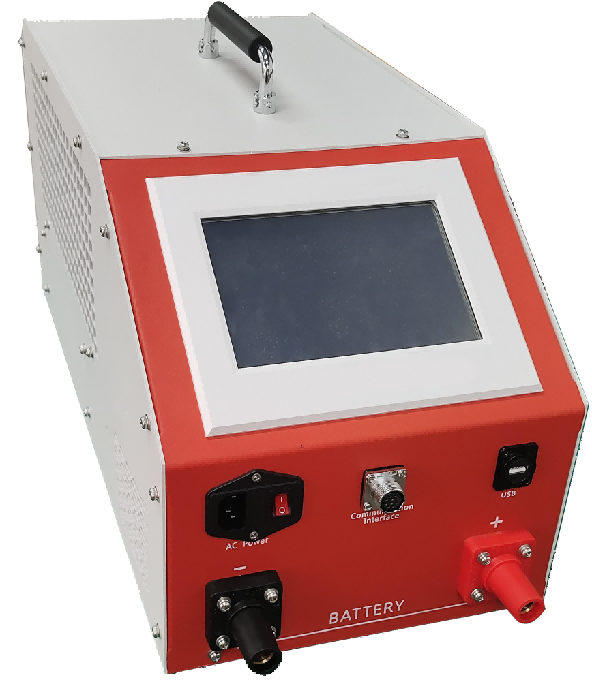 AC Power
Communication
Interface
USB
−
+
BATTERY